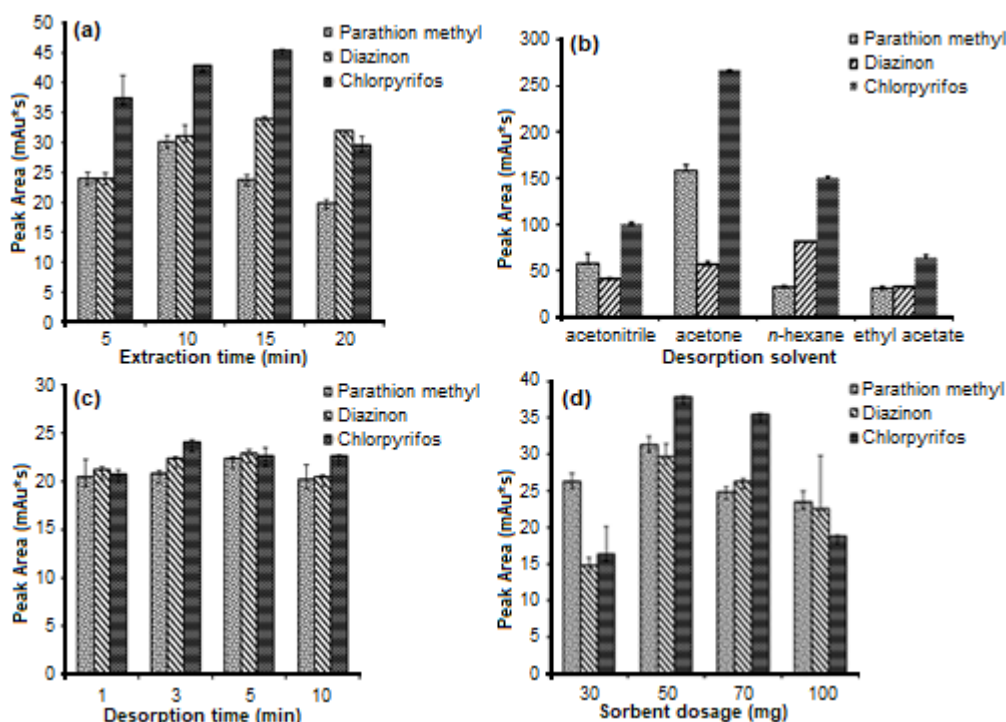 (a)
Peak Area (mAu*s)
50
45
40
35
30
25
20
15
10
5
0
Parathion methyl
Diazinon
Chlorpyrifos
5 10 15 20
Extraction time (min)
(b)
Peak Area (mAu*s)
300
250
200
150
100
50
0
Parathion methyl
Diazinon
Chlorpyrifos
acetonitrile acetone n-hexane ethyl acetate
Desorption solvent
(c)
Peak Area (mAu*s)
30
25
20
15
10
5
0
Parathion methyl
Diazinon
Chlorpyrifos
1 3 5 10
Desorption time (min)
(d)
Peak Area (mAu*s)
40
35
30
25
20
15
10
5
0
Parathion methyl
Diazinon
Chlorpyrifos
30 50 70 100
Sorbent dosage (mg)